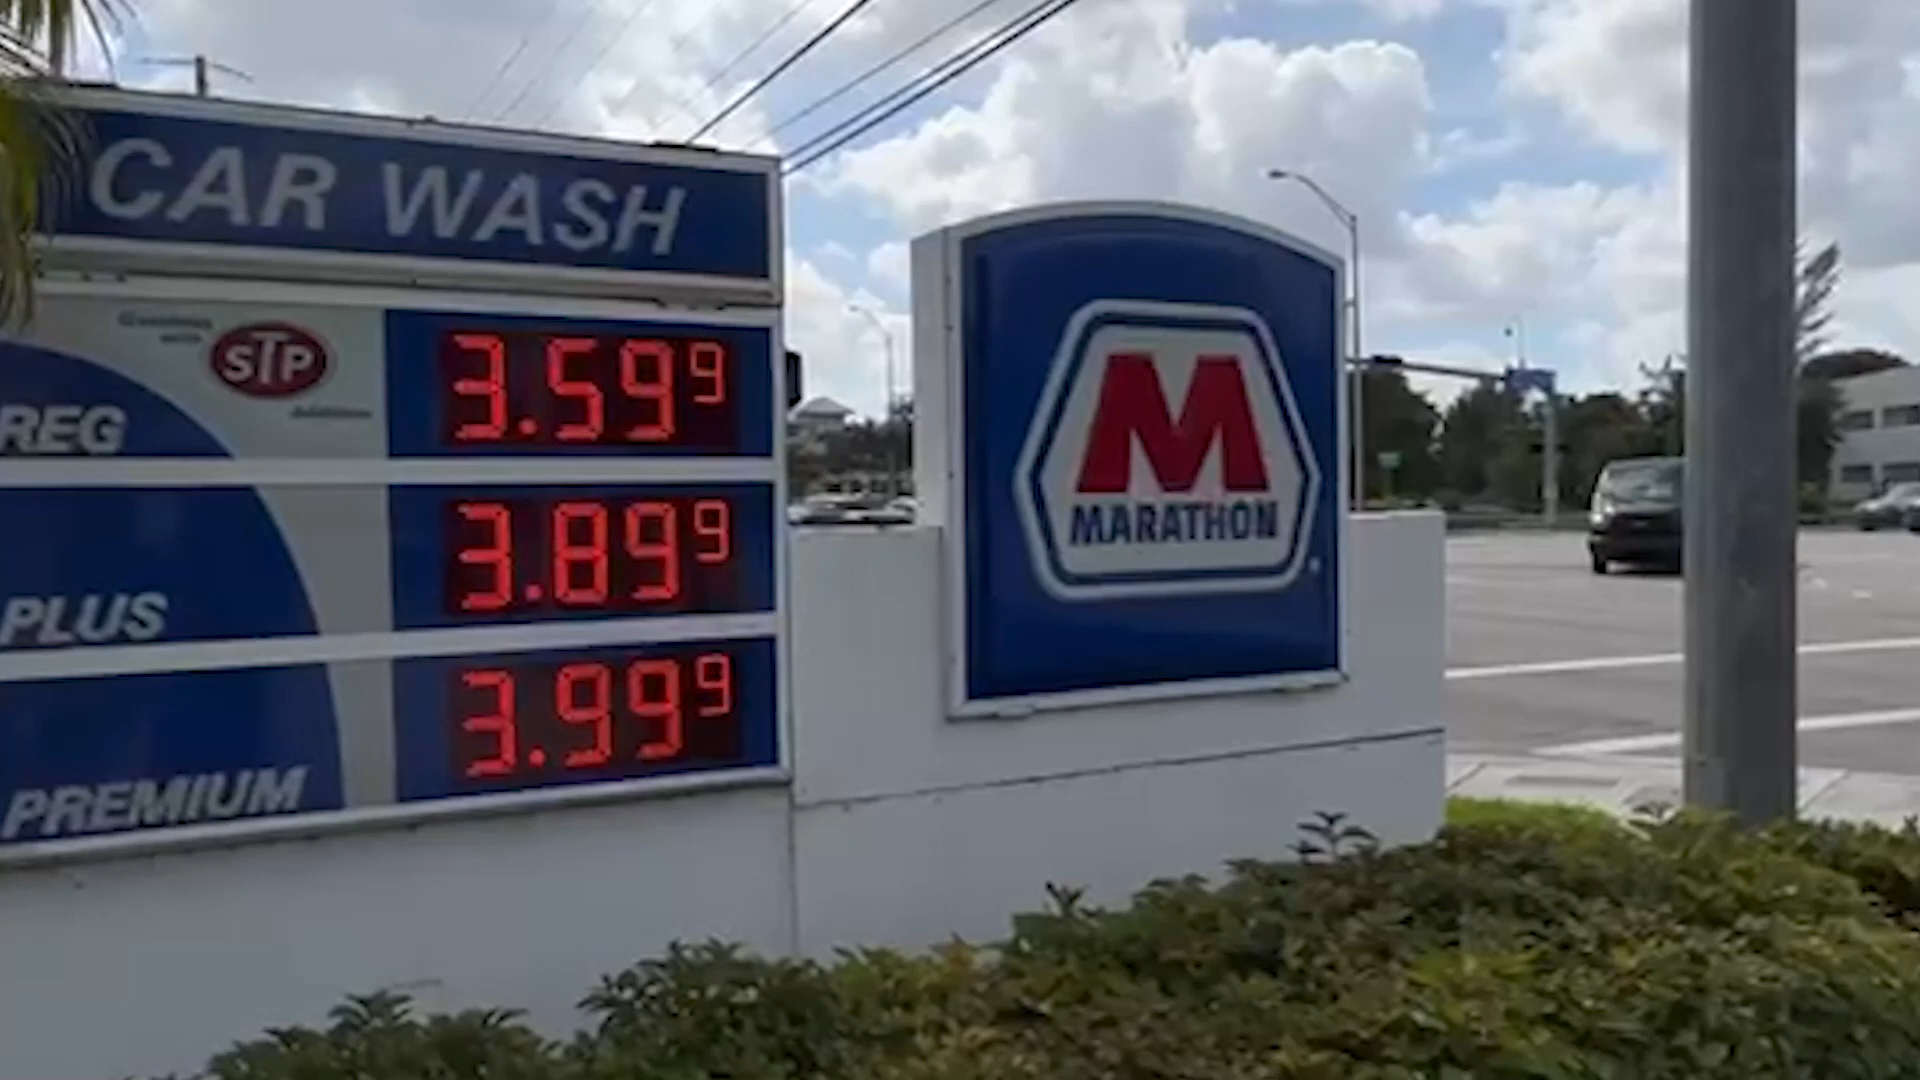 CAR WASH
STP
REG
3.59 9
PLUS
3.89 9
PREMIUM
3.99 9
M
MARATHON